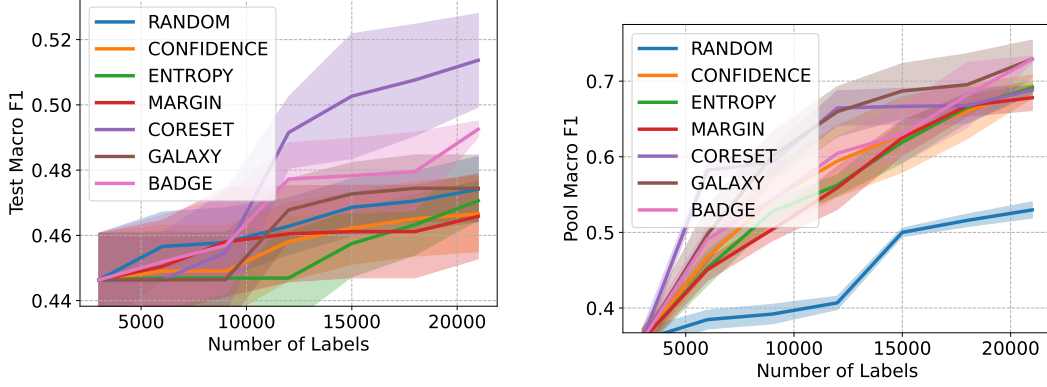 Test Macro F1
0.52
0.50
0.48
0.46
0.44
RANDOM
CONFIDENCE
ENTROPY
MARGIN
CORESET
GALAXY
BADGE
5000 10000 15000 20000
Number of Labels
Pool Macro F1
0.7
0.6
0.5
0.4
RANDOM
CONFIDENCE
ENTROPY
MARGIN
CORESET
GALAXY
BADGE
5000 10000 15000 20000
Number of Labels